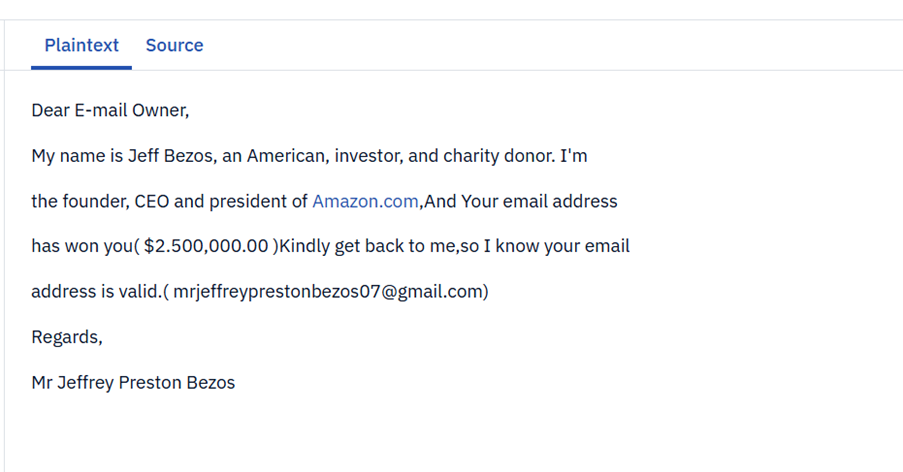 Plaintext Source
Dear E-mail Owner,
My name is Jeff Bezos, an American, investor, and charity donor. I'm
the founder, CEO and president of Amazon.com,And Your email address
has won you( $2.500,000.00 )Kindly get back to me,so I know your email
address is valid.( mrjeffreyprestonbezos07@gmail.com)
Regards,
Mr Jeffrey Preston Bezos